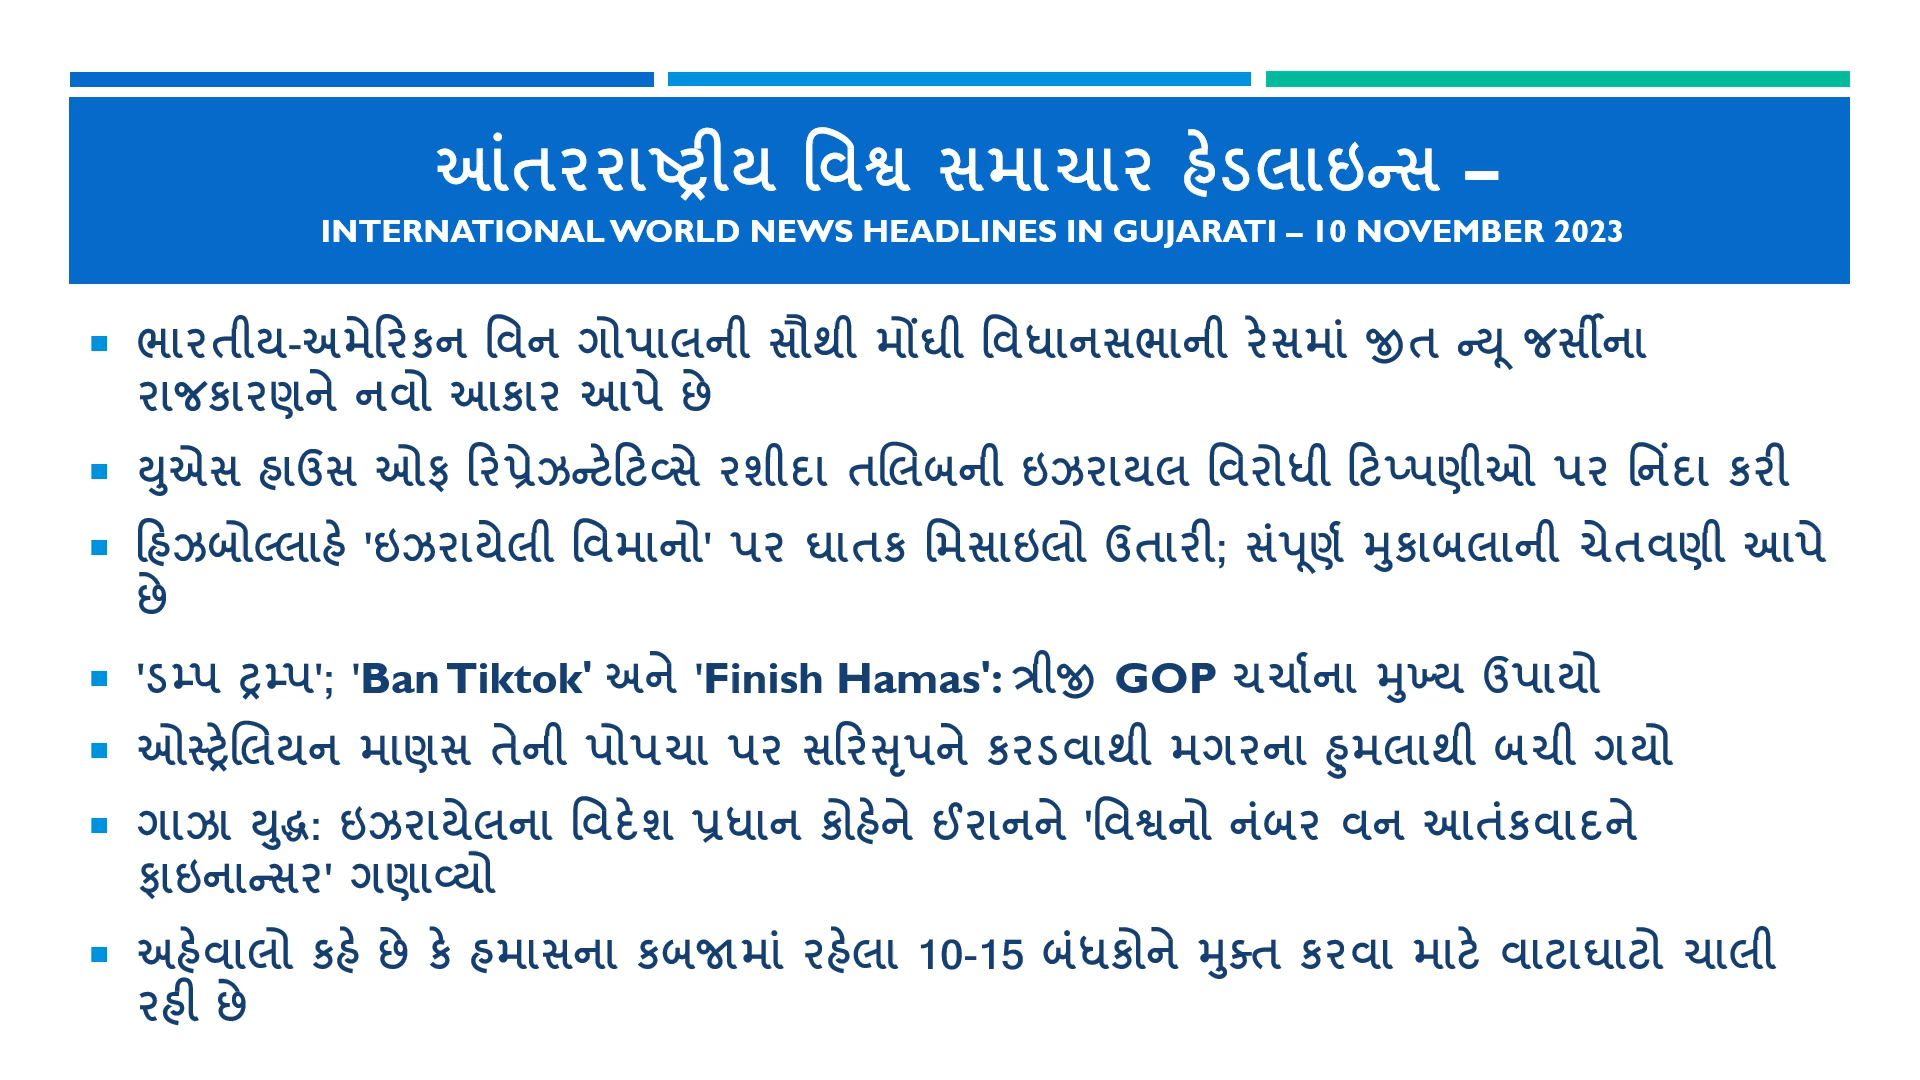 આંતરરાષ્ટ્રીય વિશ્વ સમાચાર હેડલાઇન્સ –
INTERNATIONAL WORLD NEWS HEADLINES IN GUJARATI – 10 NOVEMBER 2023
ભારતીય-અમેરિકન વિન ગોપાલની સૌથી મોંઘી વિધાનસભાની રેસમાં જીત ન્યૂ જર્સીના
રાજકારણને નવો આકાર આપે છે
યુએસ હાઉસ ઓફ રિપ્રેઝન્ટેટિવ્સે રશીદા તલિબની ઇઝરાયલ વિરોધી ટિપ્પણીઓ પર નિંદા કરી
હિઝબોલ્લાહે 'ઇઝરાયેલી વિમાનો' પર ઘાતક મિસાઇલો ઉતારી; સંપૂર્ણ મુકાબલાની ચેતવણી આપે
છે
'ડમ્પ ટ્રમ્પ'; 'Ban Tiktok' અને 'Finish Hamas': ત્રીજી GOP ચર્ચાના મુખ્ય ઉપાયો
ઓસ્ટ્રેલિયન માણસ તેની પોપચા પર સરિસૃપને કરડવાથી મગરના હુમલાથી બચી ગયો
ગાઝા યુદ્ધ: ઇઝરાયેલના વિદેશ પ્રધાન કોહેને ઈરાનને 'વિશ્વનો નંબર વન આતંકવાદને
ફાઇનાન્સર' ગણાવ્યો
અહેવાલો કહે છે કે હમાસના કબજામાં રહેલા 10-15 બંધકોને મુક્ત કરવા માટે વાટાઘાટો ચાલી
રહી છે